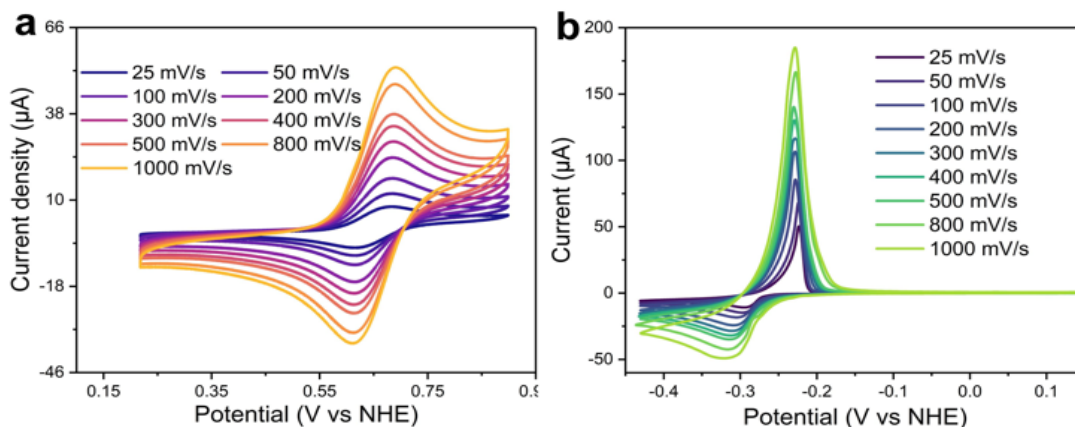 a
66
38
10
-18
-46
Current density (µA)
25 mV/s 50 mV/s
100 mV/s 200 mV/s
300 mV/s 400 mV/s
500 mV/s 800 mV/s
1000 mV/s
0.15 0.35 0.55 0.75 0.9
Potential (V vs NHE)
b
200
150
100
50
0
-50
Current (µA)
25 mV/s
50 mV/s
100 mV/s
200 mV/s
300 mV/s
400 mV/s
500 mV/s
800 mV/s
1000 mV/s
-0.4 -0.3 -0.2 -0.1 0.0 0.1
Potential (V vs NHE)